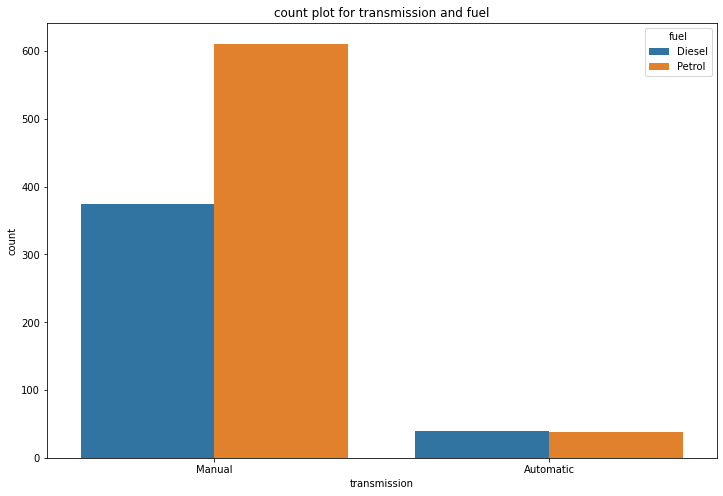 count plot for transmission and fuel
fuel
Diesel
Petrol
count
600
500
400
300
200
100
0
Manual
Automatic
transmission